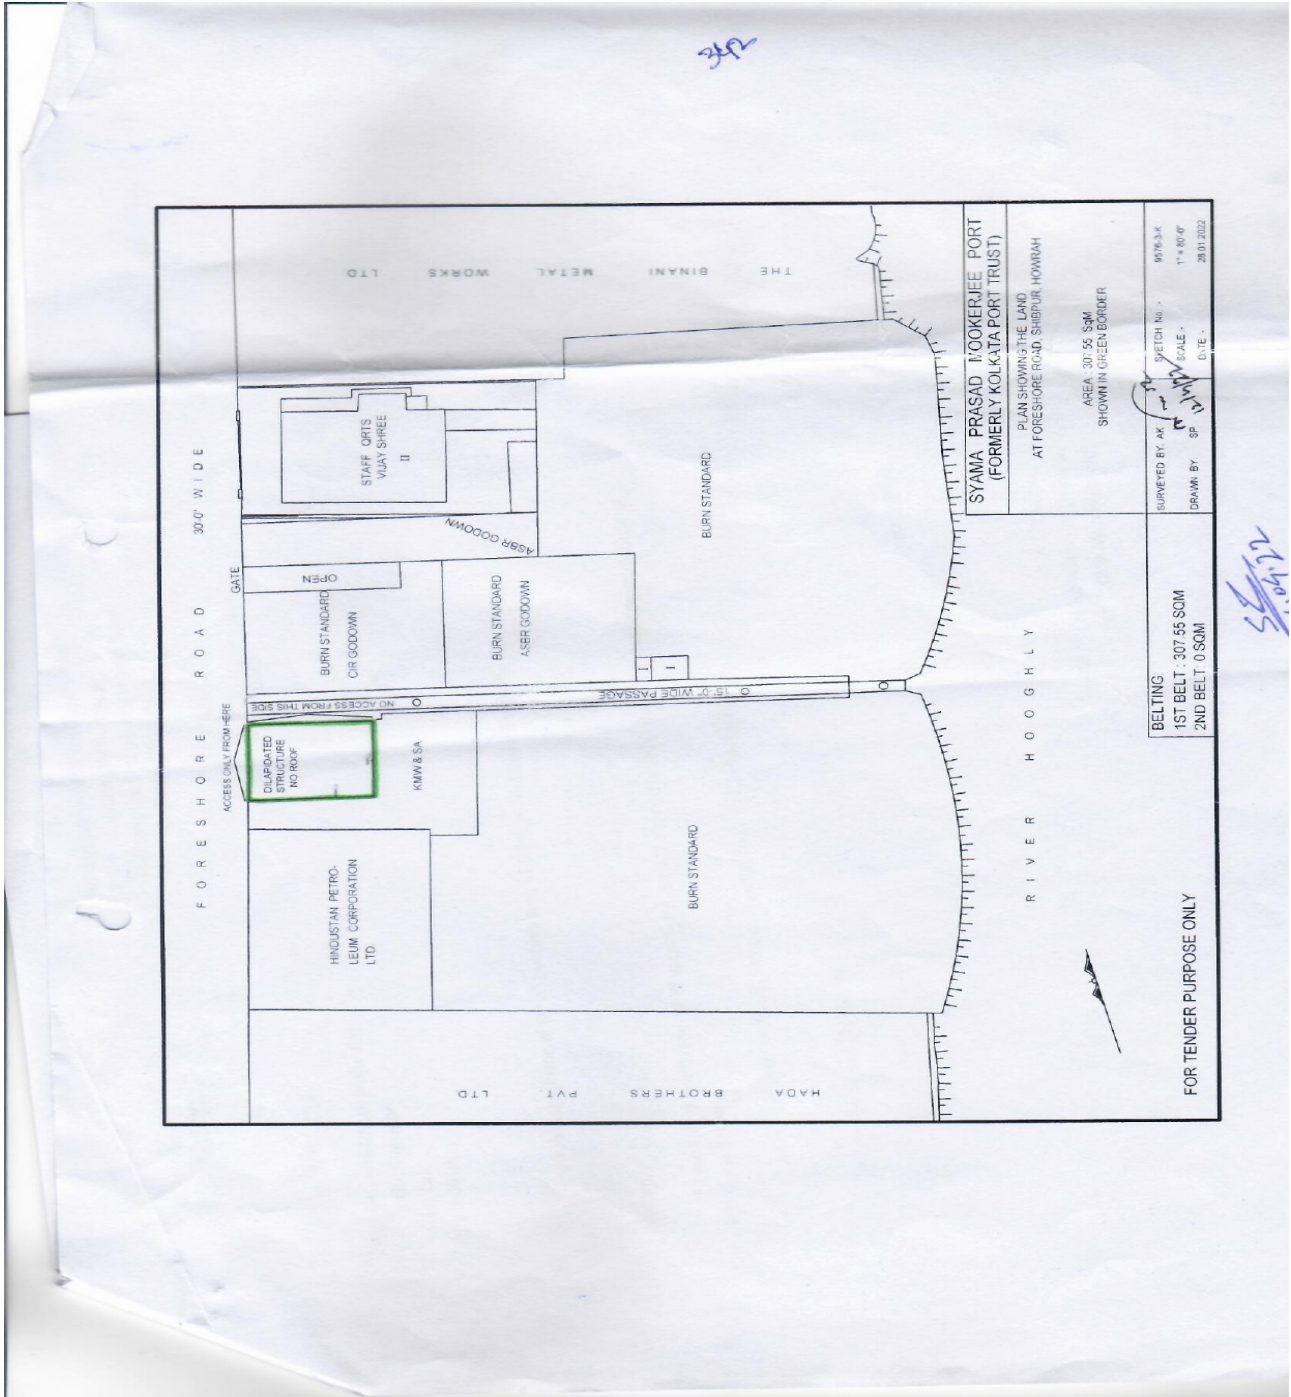 342
FORESHORE ROAD 30'-0" WIDE
ACCESS ONLY FROM HERE
GATE
THE BINANI METAL WORKS LTD
STAFF QRTS
VIJAY SHREE
II
ASBR GODOWN
OPEN
BURN STANDARD
CIR GODOWN
BURN STANDARD
ASBR GODOWN
BURN STANDARD
I
I
NO ACCESS FROM THIS SIDE
15'-0" WIDE PASSAGE
DILAPIDATED
STRUCTURE
NO ROOF
KMW & SA
HINDUSTAN PETRO-
LEUM CORPORATION
LTD
BURN STANDARD
HADA BROTHERS PVT LTD
RIVER HOOGHLY
SYAMA PRASAD MOOKERJEE PORT
(FORMERLY KOLKATA PORT TRUST)
PLAN SHOWING THE LAND
AT FORESHORE ROAD, SHIBPUR, HOWRAH
AREA : 307.55 SqM
SHOWN IN GREEN BORDER
SURVEYED BY. AK SKETCH No. :- 9576-3-K
SCALE :- 1" = 80'-0"
DRAWN BY SP DATE :- 28.01.2022
BELTING
1ST BELT : 307.55 SQM
2ND BELT : 0 SQM
FOR TENDER PURPOSE ONLY